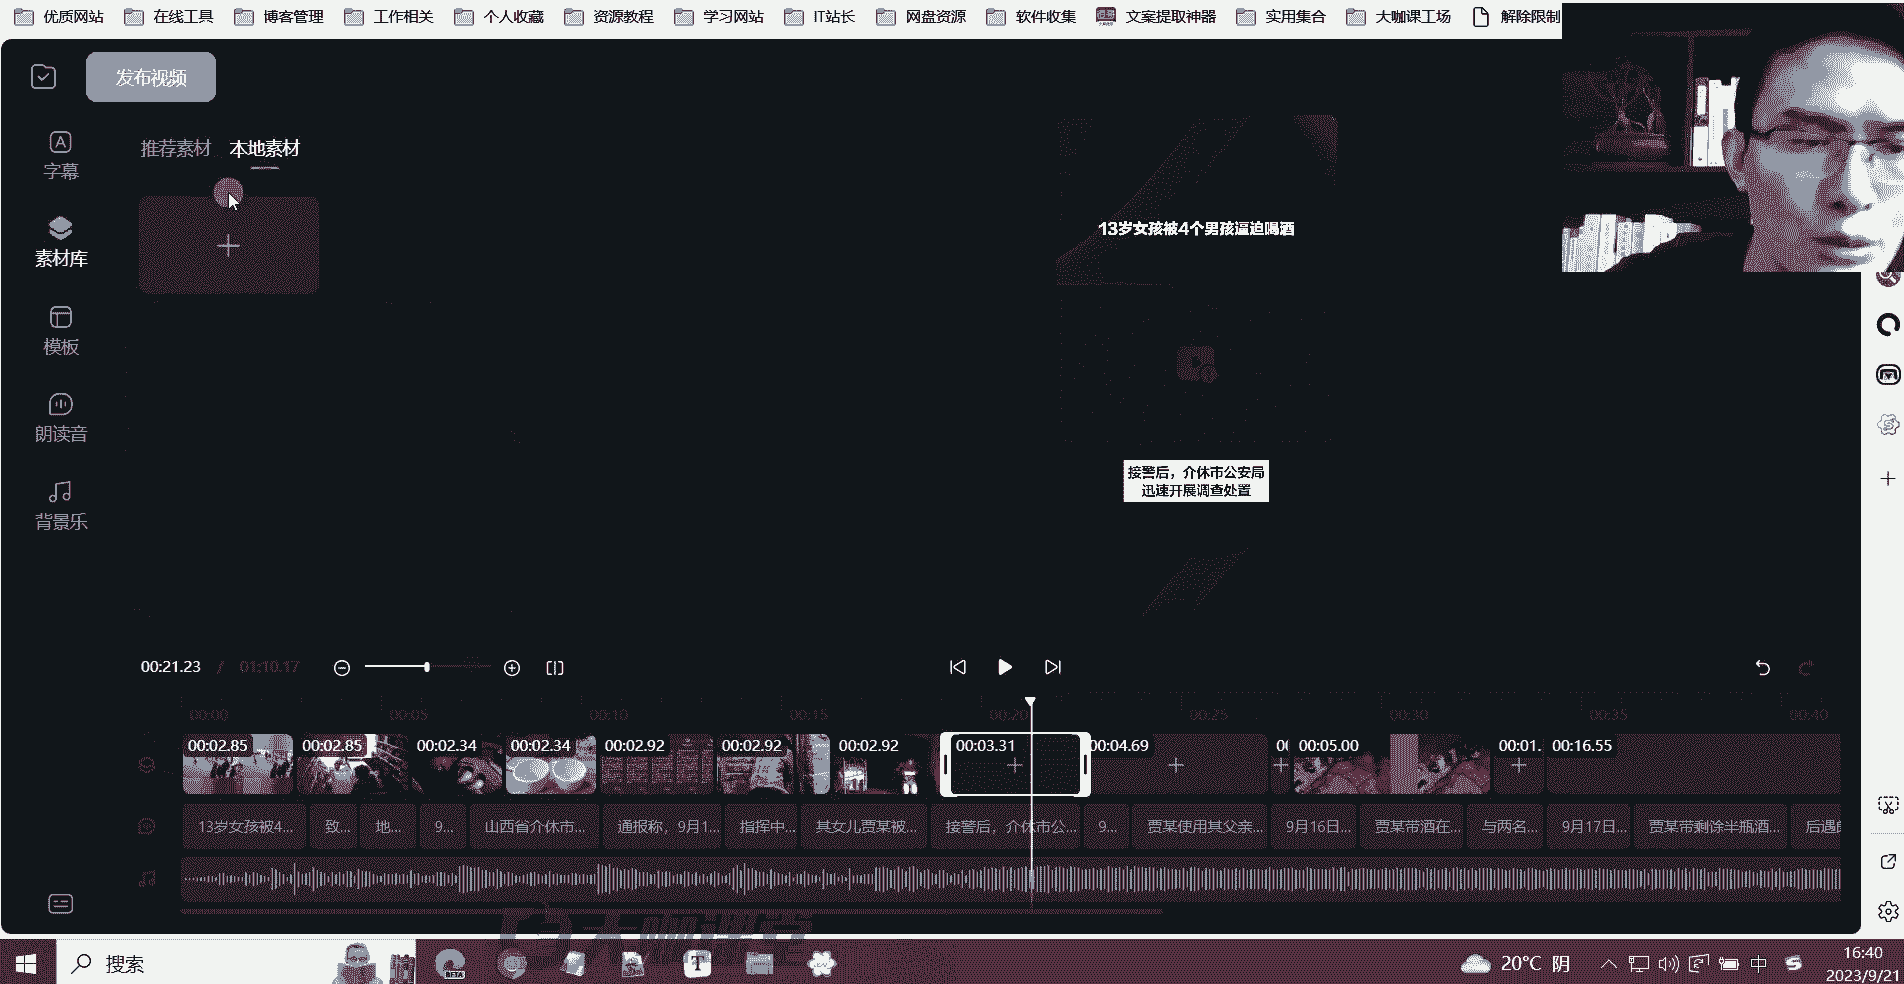 优质网站 在线工具 博客管理 工作相关 个人收藏 资源教程 学习网站 IT站长 网盘资源 软件收集 文案提取神器 实用集合 大咖课工场 解除限制
发布视频
推荐素材 本地素材
字幕
素材库
模板
朗读音
背景乐
13岁女孩被4个男孩逼迫喝酒
接警后，介休市公安局
迅速开展调查处置
00:21.23 / 01:10.17
00:00 00:05 00:10 00:15 00:20 00:25 00:30 00:35 00:40
00:02.85 00:02.85 00:02.34 00:02.34 00:02.92 00:02.92 00:02.92 00:03.31 00:04.69 00:05.00 00:01. 00:16.55
13岁女孩被4... 致... 地... 9... 山西省介休市... 通报称，9月1... 指挥中... 其女儿贾某被... 接警后，介休市公... 9... 贾某使用其父亲... 9月16日... 贾某带酒在... 与两名... 9月17日... 贾某带剩余半瓶酒... 后遇
大咖课堂
搜索
BETA
T
20°C 阴
中
16:40
2023/9/21